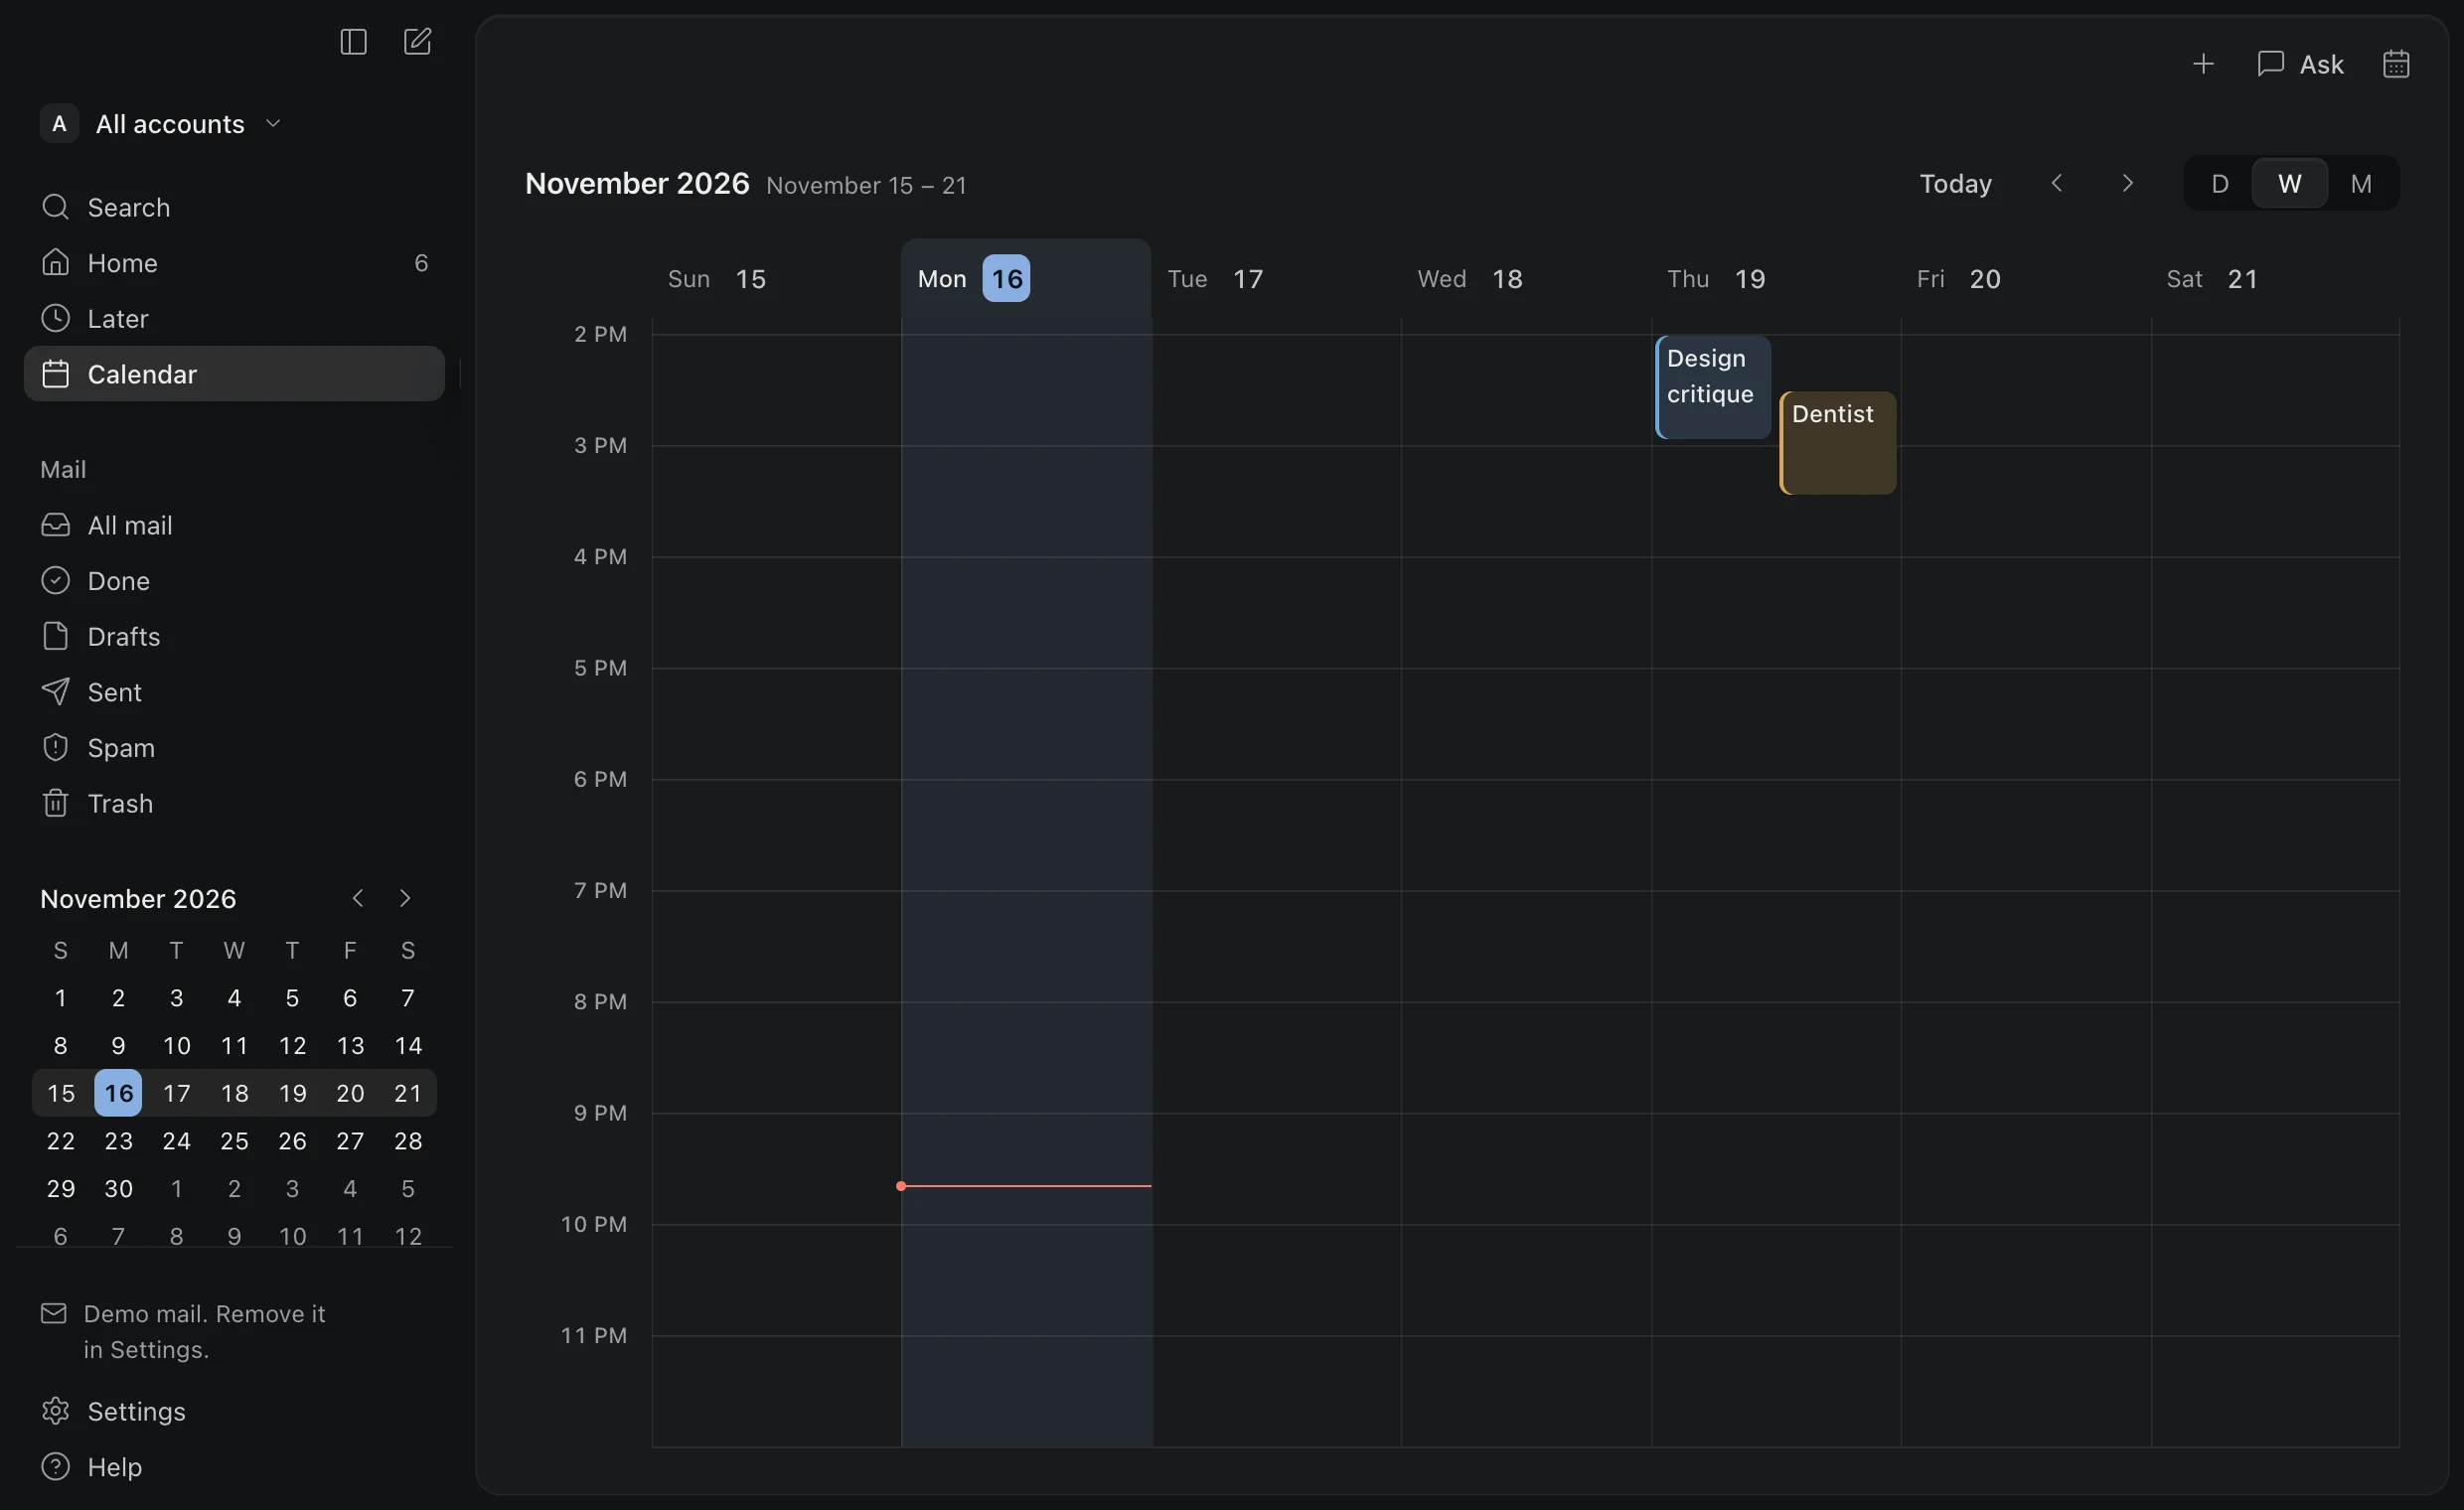 A All accounts
Search
Home 6
Later
Calendar
Mail
All mail
Done
Drafts
Sent
Spam
Trash
November 2026
S M T W T F S
1 2 3 4 5 6 7
8 9 10 11 12 13 14
15 16 17 18 19 20 21
22 23 24 25 26 27 28
29 30 1 2 3 4 5
6 7 8 9 10 11 12
Demo mail. Remove it
in Settings.
Settings
Help
Ask
November 2026 November 15 – 21
Today D W M
Sun 15 Mon 16 Tue 17 Wed 18 Thu 19 Fri 20 Sat 21
2 PM
Design
critique
Dentist
3 PM
4 PM
5 PM
6 PM
7 PM
8 PM
9 PM
10 PM
11 PM